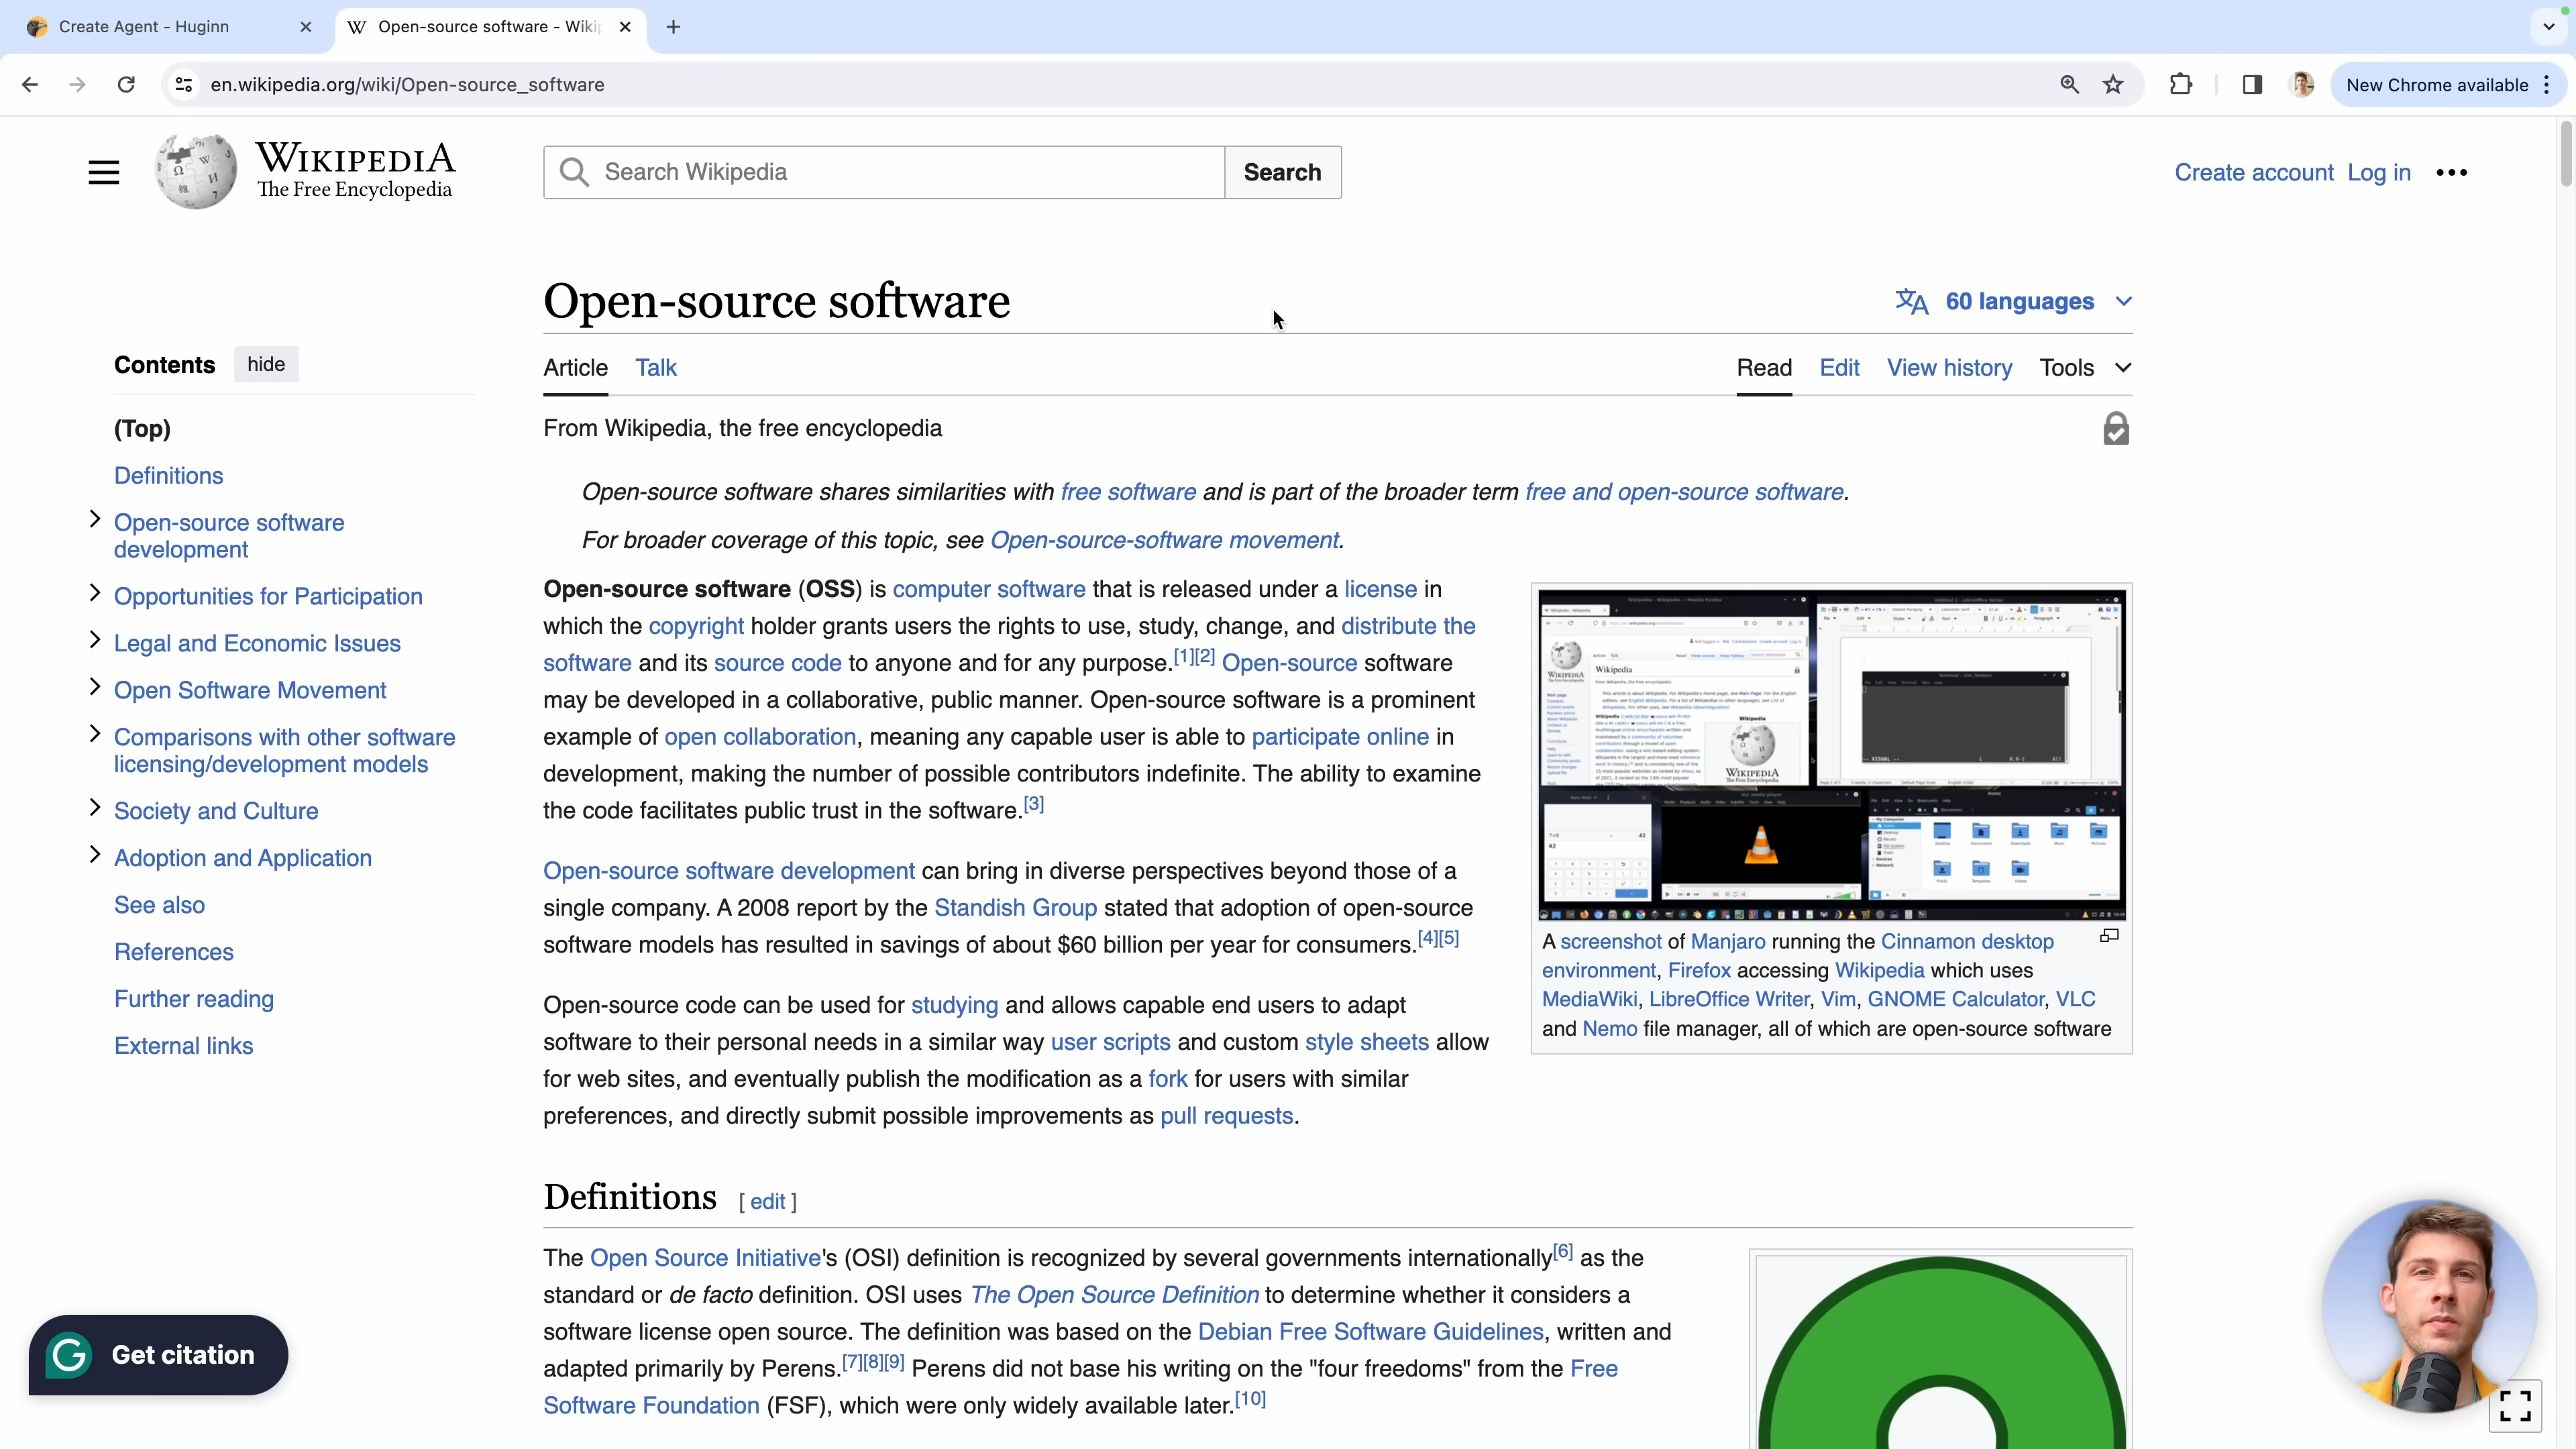 Create Agent - Huginn
Open-source software - Wiki
en.wikipedia.org/wiki/Open-source_software
New Chrome available
WIKIPEDIA
The Free Encyclopedia
Search Wikipedia
Search
Create account Log in
Open-source software
60 languages
Contents hide
Article Talk
Read Edit View history Tools
(Top)
Definitions
Open-source software
development
Opportunities for Participation
Legal and Economic Issues
Open Software Movement
Comparisons with other software
licensing/development models
Society and Culture
Adoption and Application
See also
References
Further reading
External links
From Wikipedia, the free encyclopedia
Open-source software shares similarities with free software and is part of the broader term free and open-source software.
For broader coverage of this topic, see Open-source-software movement.
Open-source software (OSS) is computer software that is released under a license in
which the copyright holder grants users the rights to use, study, change, and distribute the
software and its source code to anyone and for any purpose.[1][2] Open-source software
may be developed in a collaborative, public manner. Open-source software is a prominent
example of open collaboration, meaning any capable user is able to participate online in
development, making the number of possible contributors indefinite. The ability to examine
the code facilitates public trust in the software.[3]
Open-source software development can bring in diverse perspectives beyond those of a
single company. A 2008 report by the Standish Group stated that adoption of open-source
software models has resulted in savings of about $60 billion per year for consumers.[4][5]
Open-source code can be used for studying and allows capable end users to adapt
software to their personal needs in a similar way user scripts and custom style sheets allow
for web sites, and eventually publish the modification as a fork for users with similar
preferences, and directly submit possible improvements as pull requests.
Wikipedia
WIKIPEDIA
A screenshot of Manjaro running the Cinnamon desktop
environment, Firefox accessing Wikipedia which uses
MediaWiki, LibreOffice Writer, Vim, GNOME Calculator, VLC
and Nemo file manager, all of which are open-source software
Definitions [ edit ]
The Open Source Initiative's (OSI) definition is recognized by several governments internationally[6] as the
standard or de facto definition. OSI uses The Open Source Definition to determine whether it considers a
software license open source. The definition was based on the Debian Free Software Guidelines, written and
adapted primarily by Perens.[7][8][9] Perens did not base his writing on the "four freedoms" from the Free
Software Foundation (FSF), which were only widely available later.[10]
Get citation